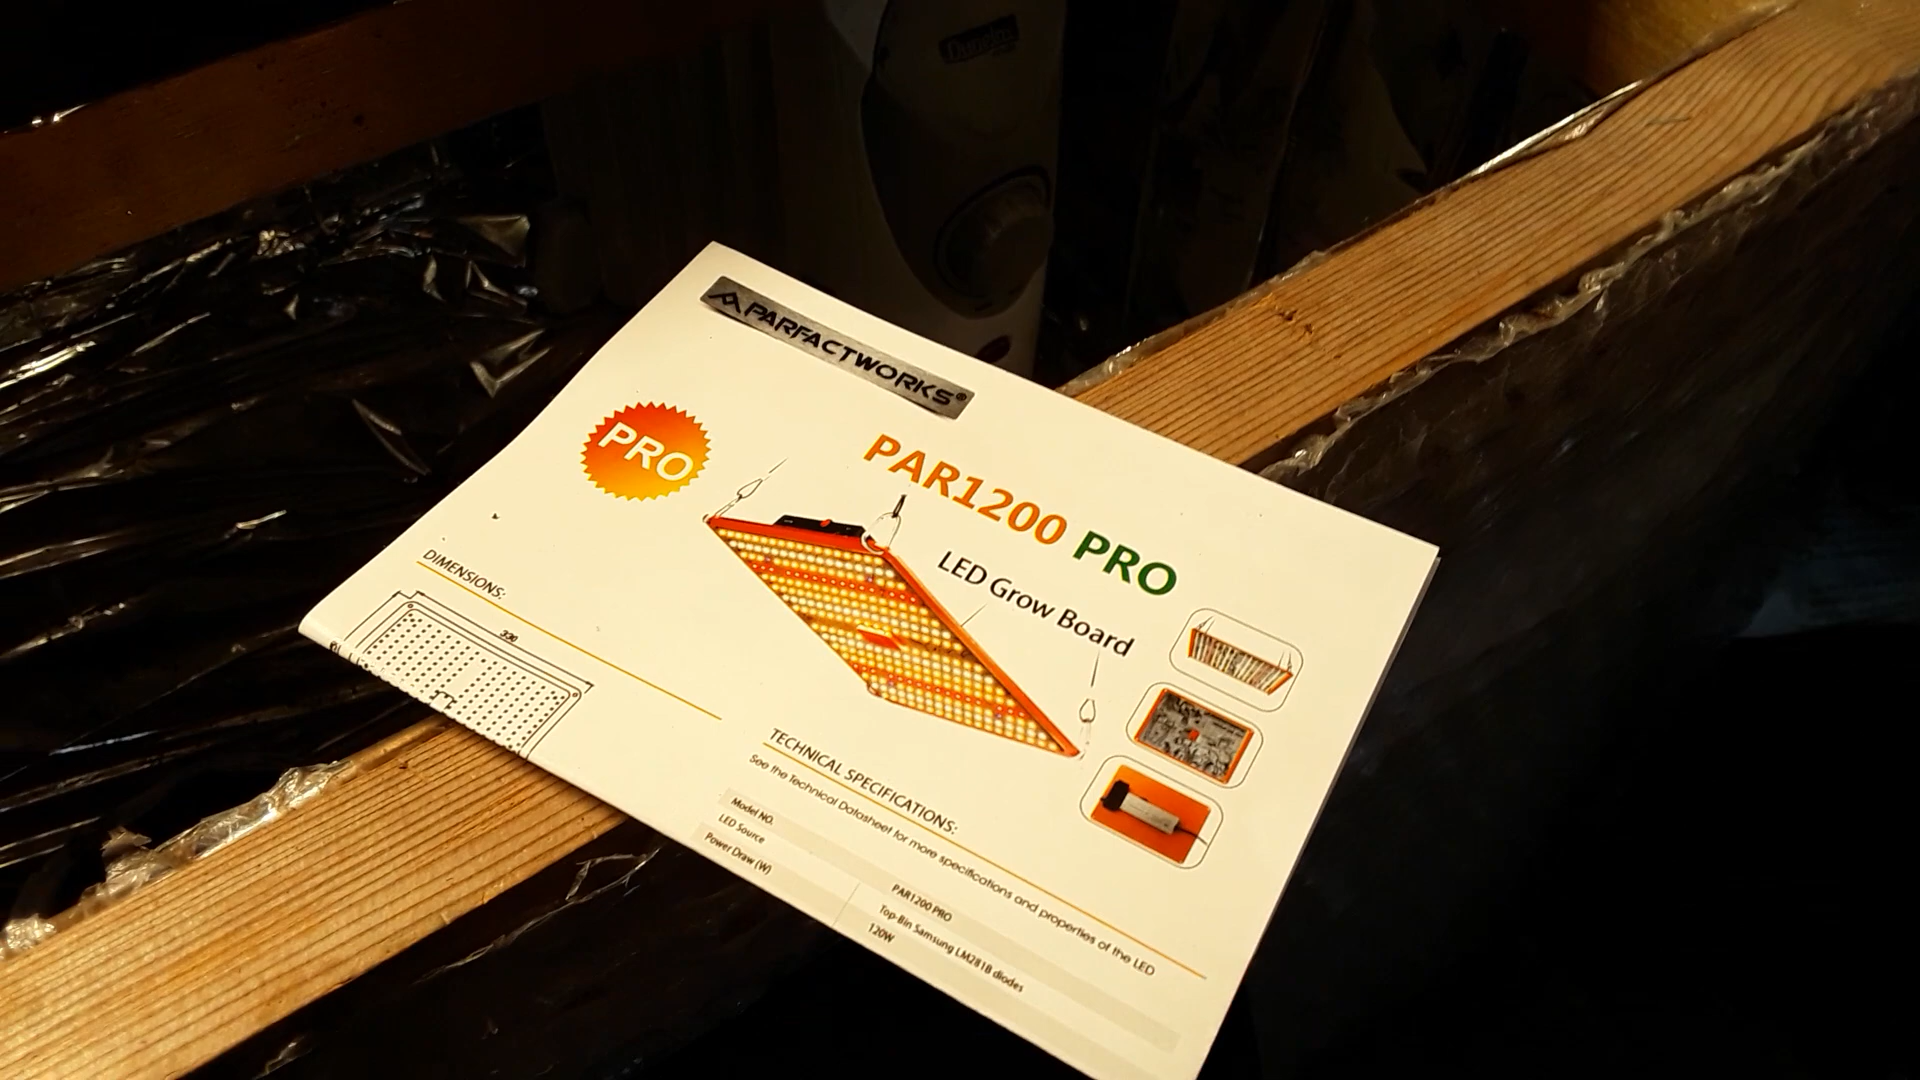 PARFACTWORKS®
PRO
PAR1200 PRO
LED Grow Board
DIMENSIONS:
330
TECHNICAL SPECIFICATIONS:
See the Technical Datasheet for more specifications and properties of the LED
Model NO. PAR1200 PRO
LED Source Top-Bin Samsung LM281B diodes
Power Draw (W) 120W